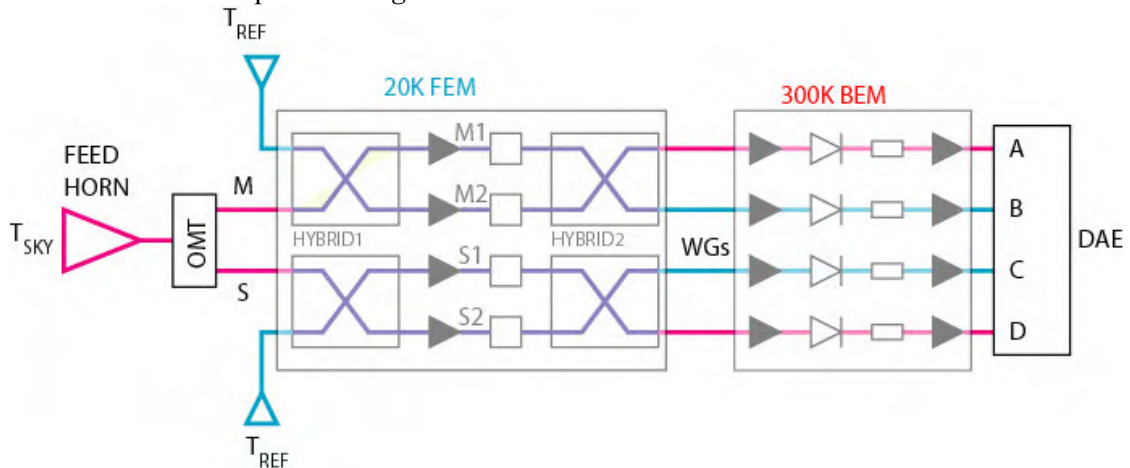 T_REF
20K FEM
300K BEM
FEED
HORN
M
M1
A
T_SKY
OMT
M2
B
HYBRID1
HYBRID2
WGs
DAE
S
S1
C
S2
D
T_REF